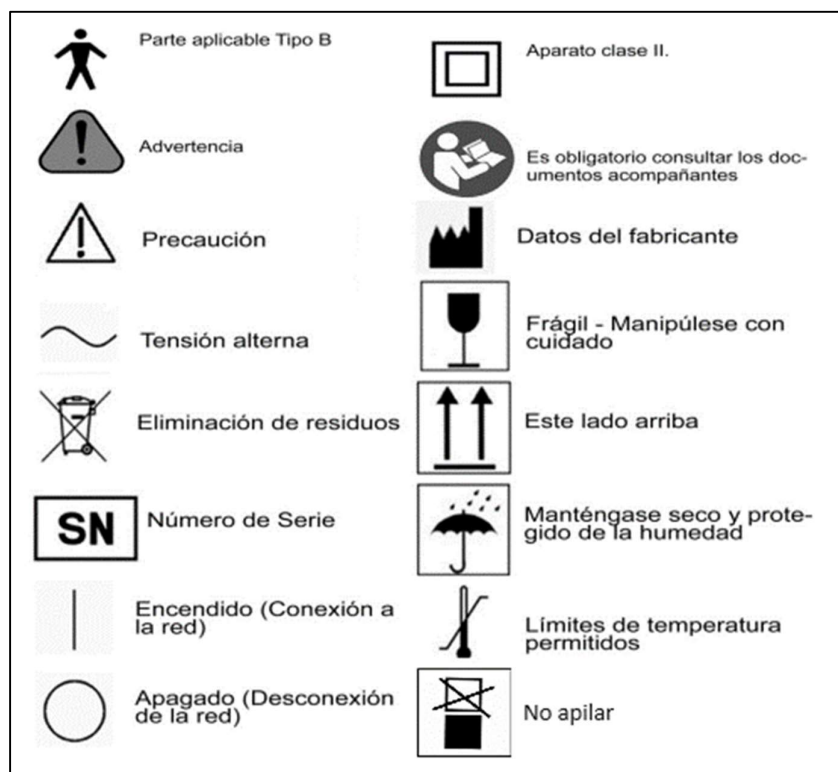 Parte aplicable Tipo B
Advertencia
Precaución
Tensión alterna
Eliminación de residuos
SN
Número de Serie
Encendido (Conexión a
la red)
Apagado (Desconexión
de la red)
Aparato clase II.
Es obligatorio consultar los doc-
umentos acompañantes
Datos del fabricante
Frágil - Manipúlese con
cuidado
Este lado arriba
Manténgase seco y prote-
gido de la humedad
Límites de temperatura
permitidos
No apilar